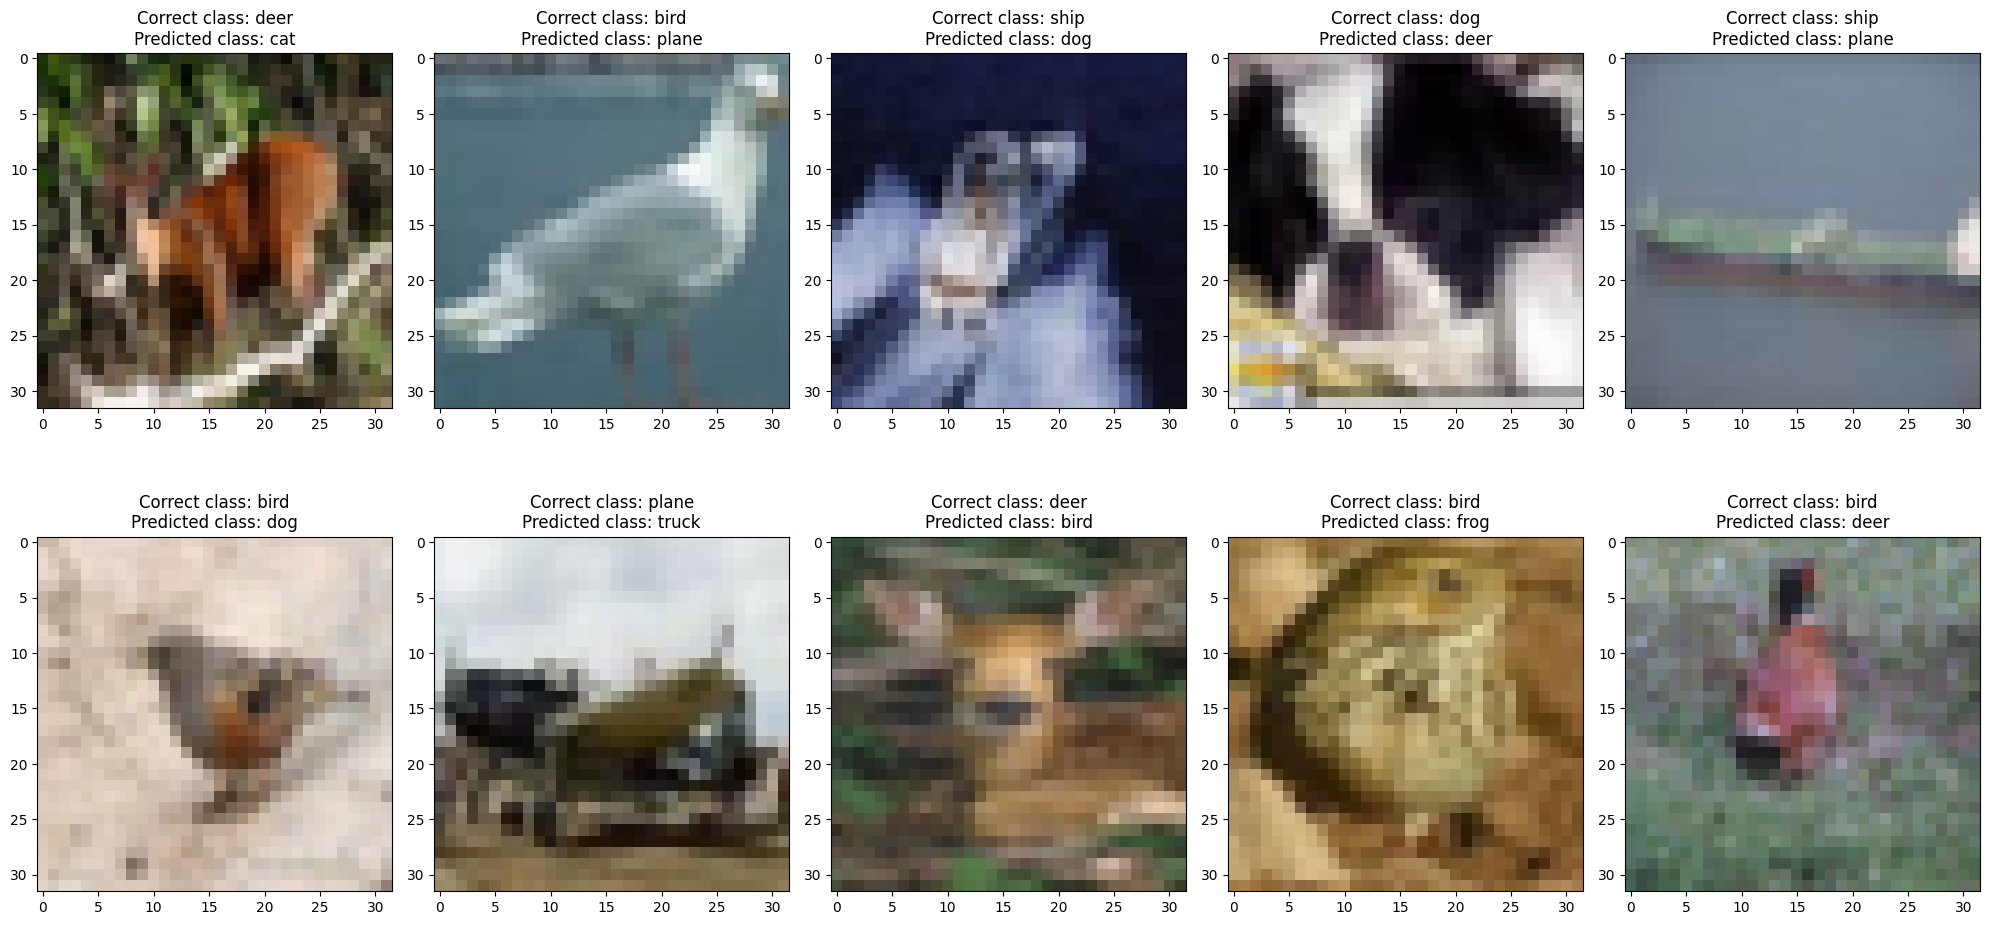 Correct class: deer
Predicted class: cat
Correct class: bird
Predicted class: plane
Correct class: ship
Predicted class: dog
Correct class: dog
Predicted class: deer
Correct class: ship
Predicted class: plane
0
5
10
15
20
25
30
0 5 10 15 20 25 30
0
5
10
15
20
25
30
0 5 10 15 20 25 30
0
5
10
15
20
25
30
0 5 10 15 20 25 30
0
5
10
15
20
25
30
0 5 10 15 20 25 30
0
5
10
15
20
25
30
0 5 10 15 20 25 30
Correct class: bird
Predicted class: dog
Correct class: plane
Predicted class: truck
Correct class: deer
Predicted class: bird
Correct class: bird
Predicted class: frog
Correct class: bird
Predicted class: deer
0
5
10
15
20
25
30
0 5 10 15 20 25 30
0
5
10
15
20
25
30
0 5 10 15 20 25 30
0
5
10
15
20
25
30
0 5 10 15 20 25 30
0
5
10
15
20
25
30
0 5 10 15 20 25 30
0
5
10
15
20
25
30
0 5 10 15 20 25 30